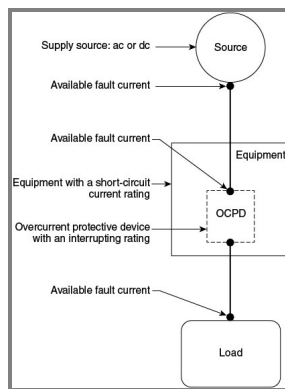 Supply source: ac or dc
Source
Available fault current
Available fault current
Equipment
Equipment with a short-circuit
current rating
OCPD
Overcurrent protective device
with an interrupting rating
Available fault current
Load